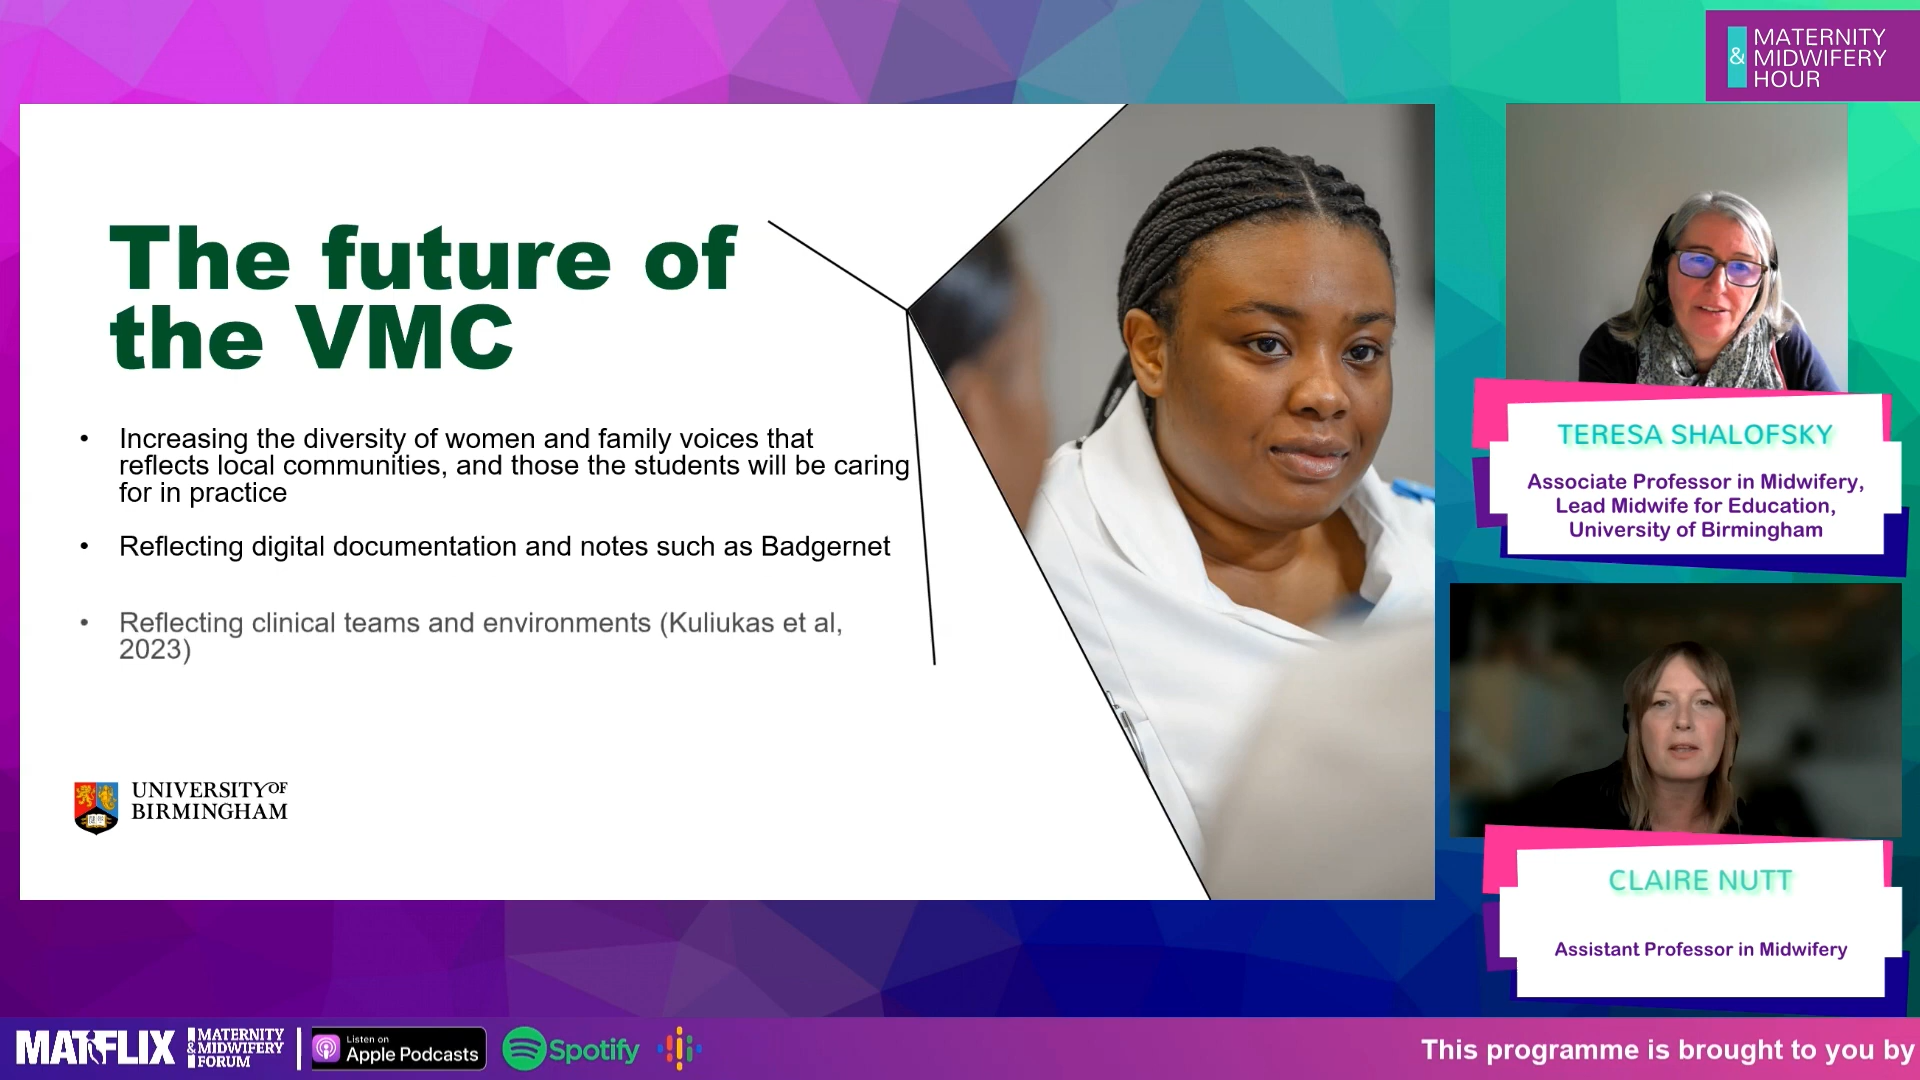 & MATERNITY
MIDWIFERY
HOUR
The future of
the VMC
• Increasing the diversity of women and family voices that
reflects local communities, and those the students will be caring
for in practice
• Reflecting digital documentation and notes such as Badgernet
• Reflecting clinical teams and environments (Kuliukas et al,
2023)
UNIVERSITY OF
BIRMINGHAM
TERESA SHALOFSKY
Associate Professor in Midwifery,
Lead Midwife for Education,
University of Birmingham
CLAIRE NUTT
Assistant Professor in Midwifery
MATFLIX
MATERNITY
& MIDWIFERY
FORUM
Listen on
Apple Podcasts
Spotify
This programme is brought to you by